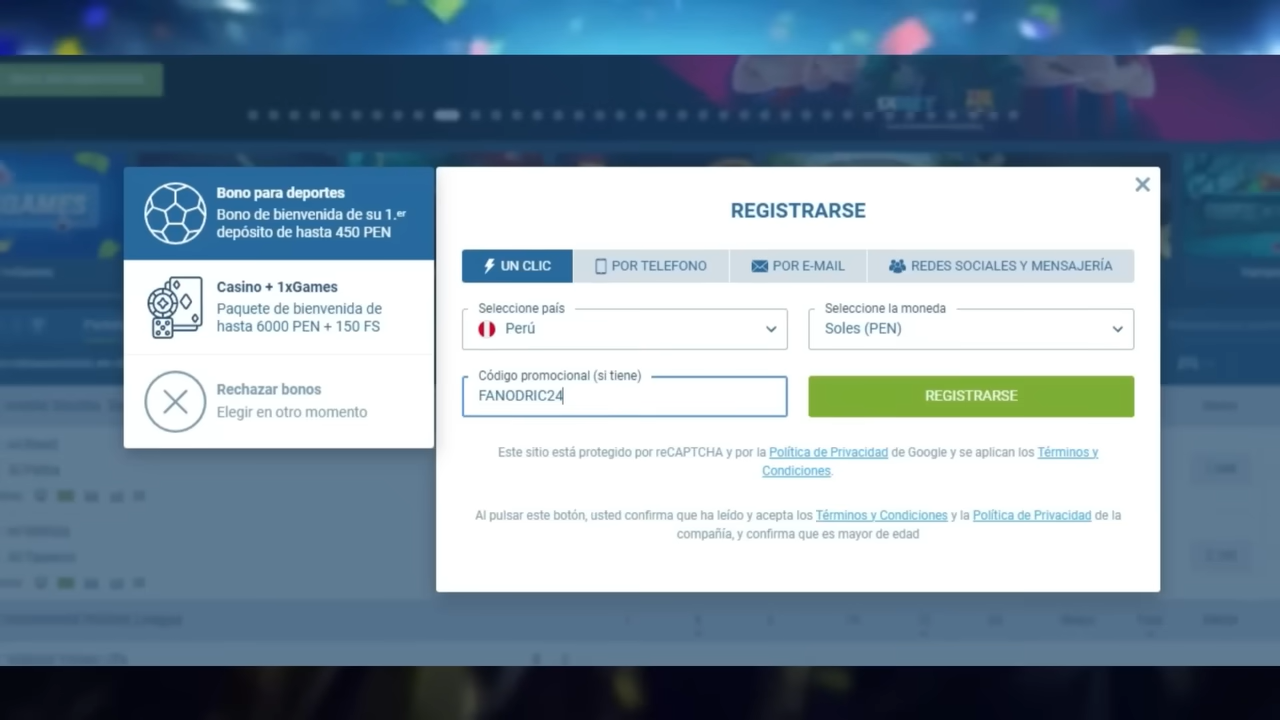 Bono para deportes
Bono de bienvenida de su 1.er
depósito de hasta 450 PEN
Casino + 1xGames
Paquete de bienvenida de
hasta 6000 PEN + 150 FS
Rechazar bonos
Elegir en otro momento
REGISTRARSE
UN CLIC
POR TELEFONO
POR E-MAIL
REDES SOCIALES Y MENSAJERÍA
Seleccione país
Perú
Seleccione la moneda
Soles (PEN)
Código promocional (si tiene)
FANODRIC24
REGISTRARSE
Este sitio está protegido por reCAPTCHA y por la Política de Privacidad de Google y se aplican los Términos y
Condiciones.
Al pulsar este botón, usted confirma que ha leído y acepta los Términos y Condiciones y la Política de Privacidad de la
compañía, y confirma que es mayor de edad